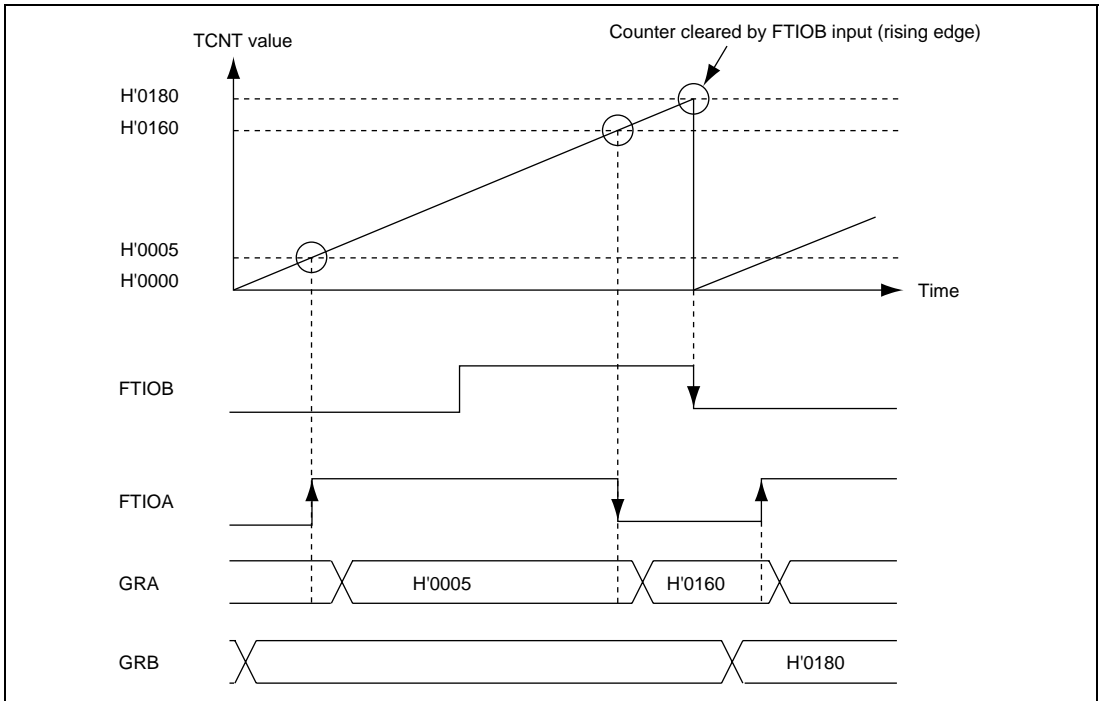 Counter cleared by FTIOB input (rising edge)
TCNT value
H'0180
H'0160
H'0005
H'0000
Time
FTIOB
FTIOA
GRA
H'0005
H'0160
GRB
H'0180